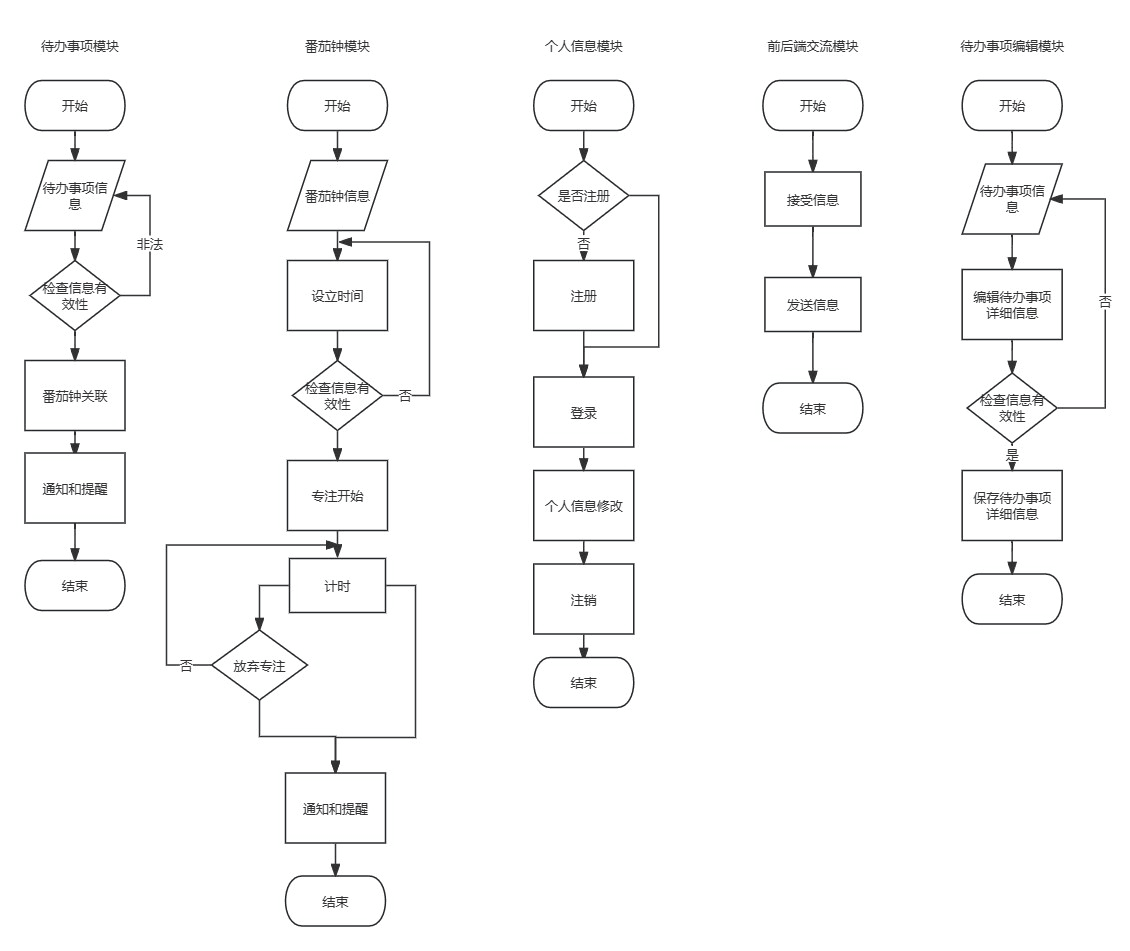 待办事项模块
开始
待办事项信
息
非法
检查信息有
效性
番茄钟关联
通知和提醒
结束
番茄钟模块
开始
番茄钟信息
设立时间
检查信息有
效性
否
专注开始
计时
否
放弃专注
通知和提醒
结束
个人信息模块
开始
是否注册
否
注册
登录
个人信息修改
注销
结束
前后端交流模块
开始
接受信息
发送信息
结束
待办事项编辑模块
开始
待办事项信
息
编辑待办事项
详细信息
否
检查信息有
效性
是
保存待办事项
详细信息
结束